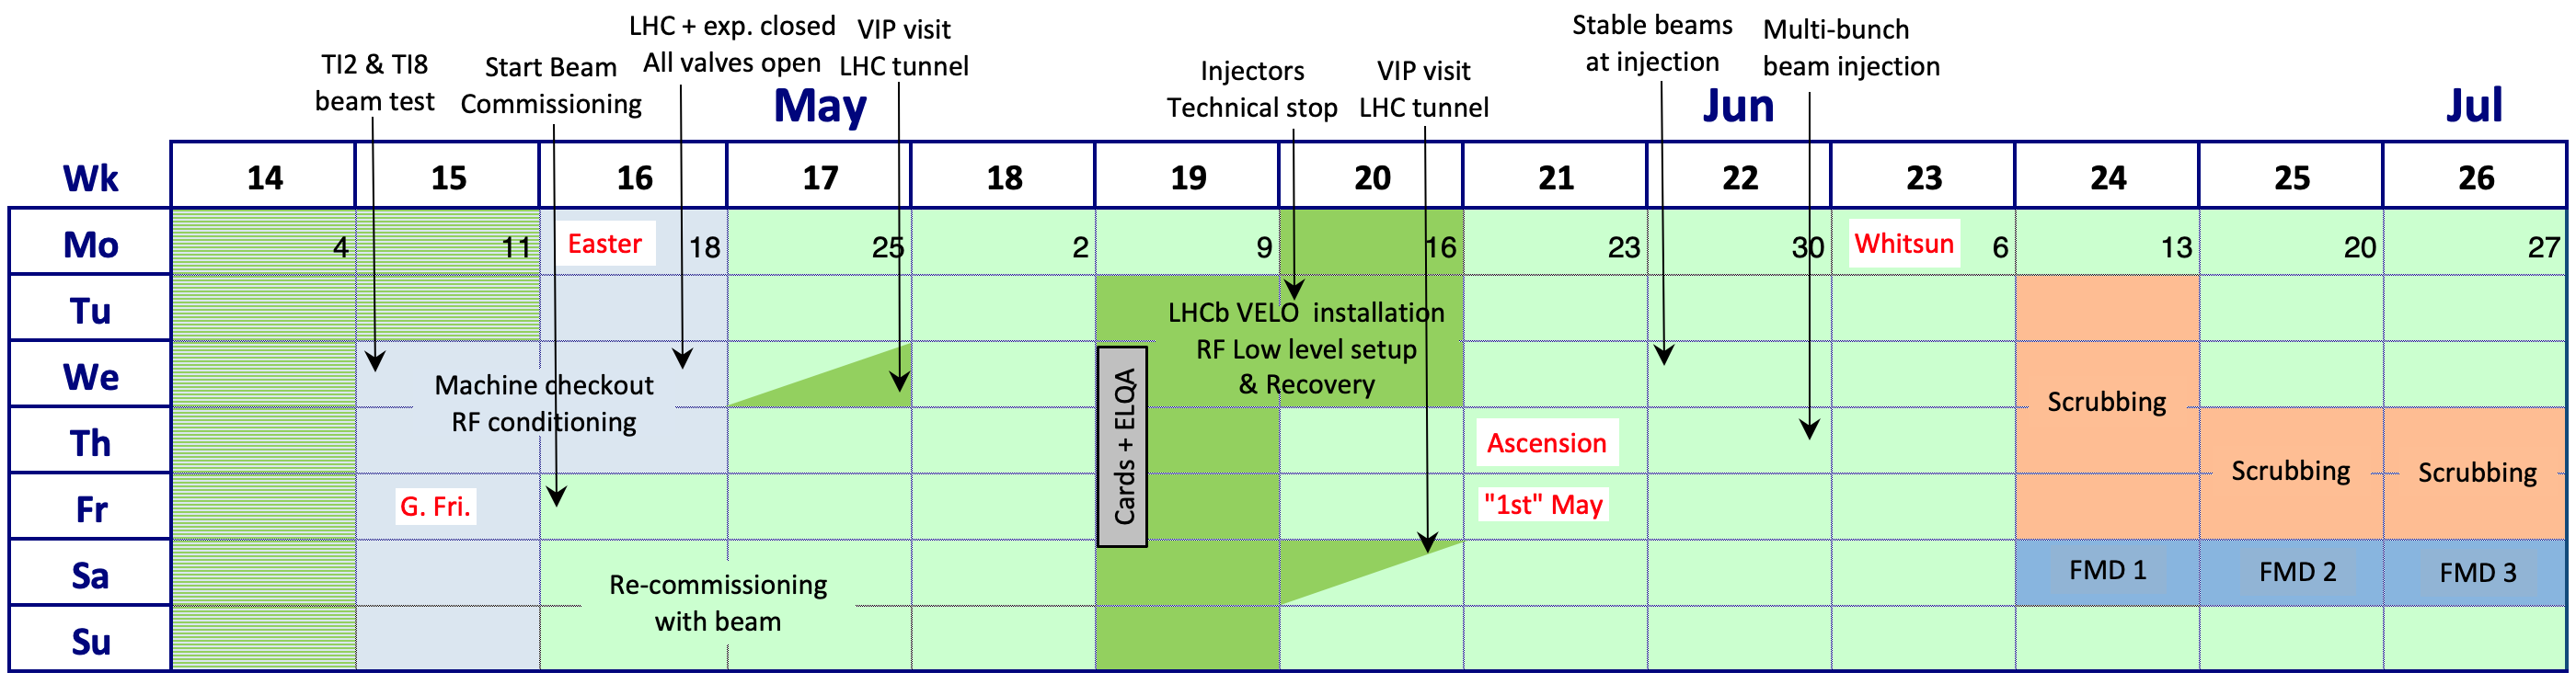 LHC + exp. closed
All valves open
VIP visit
LHC tunnel
Stable beams
at injection
Multi-bunch
beam injection
TI2 & TI8
beam test
Start Beam
Commissioning
Injectors
Technical stop
VIP visit
LHC tunnel
May
Jun
Jul
Wk 14 15 16 17 18 19 20 21 22 23 24 25 26
Mo 4 11 Easter 18 25 2 9 16 23 30 Whitsun 6 13 20 27
Tu
We
Th
Fr
Sa
Su
Machine checkout
RF conditioning
G. Fri.
Re-commissioning
with beam
Cards + ELQA
LHCb VELO installation
RF Low level setup
& Recovery
Ascension
"1st" May
Scrubbing
Scrubbing
Scrubbing
FMD 1
FMD 2
FMD 3